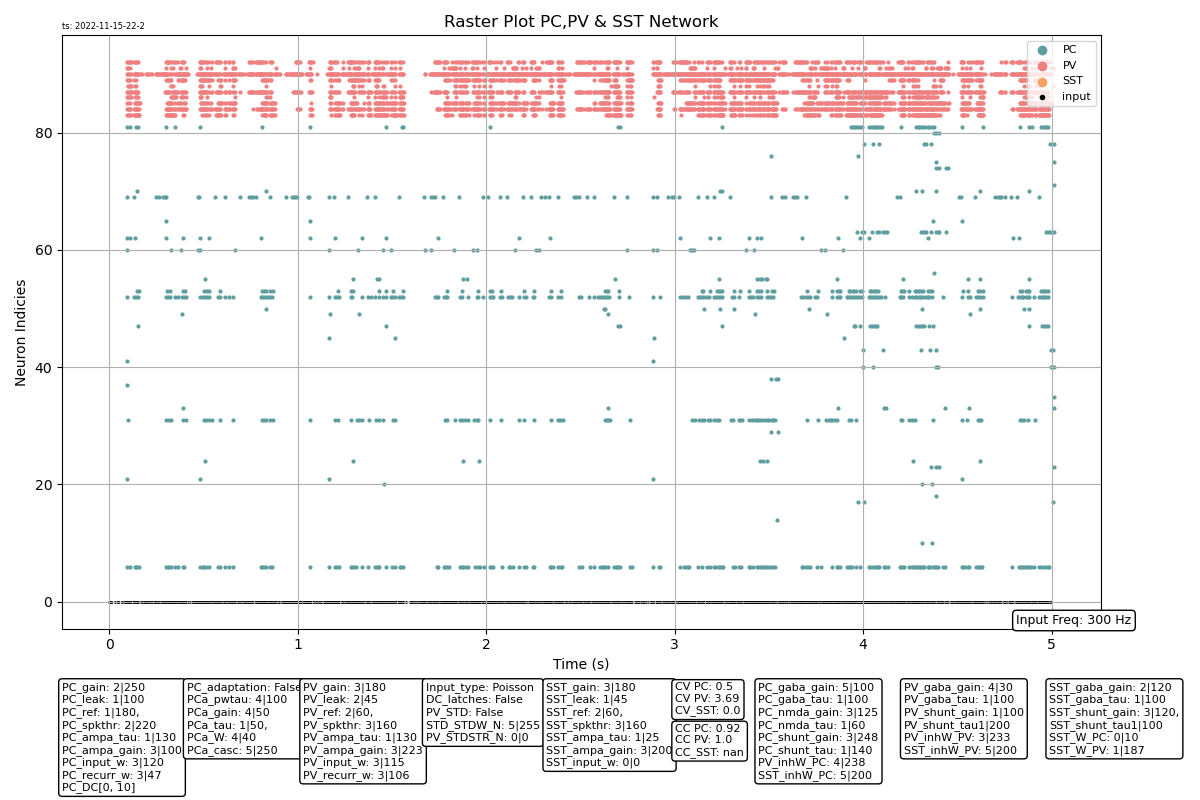 ts: 2022-11-15-22-2
Raster Plot PC,PV & SST Network
PC
PV
SST
input
80
60
40
20
0
Neuron Indicies
0 1 2 3 4 5
Time (s)
Input Freq: 300 Hz
PC_gain: 2|250
PC_leak: 1|100
PC_ref: 1|180,
PC_spkthr: 2|220
PC_ampa_tau: 1|130
PC_ampa_gain: 3|100
PC_input_w: 3|120
PC_recurr_w: 3|47
PC_DC[0, 10]
PC_adaptation: False
PCa_pwtau: 4|100
PCa_gain: 4|50
PCa_tau: 1|50,
PCa_W: 4|40
PCa_casc: 5|250
PV_gain: 3|180
PV_leak: 2|45
PV_ref: 2|60,
PV_spkthr: 3|160
PV_ampa_tau: 1|130
PV_ampa_gain: 3|223
PV_input_w: 3|115
PV_recurr_w: 3|106
Input_type: Poisson
DC_latches: False
PV_STD: False
STD_STDW_N: 5|255
PV_STDSTR_N: 0|0
SST_gain: 3|180
SST_leak: 1|45
SST_ref: 2|60,
SST_spkthr: 3|160
SST_ampa_tau: 1|25
SST_ampa_gain: 3|200
SST_input_w: 0|0
CV PC: 0.5
CV PV: 3.69
CV_SST: 0.0
CC PC: 0.92
CC PV: 1.0
CC_SST: nan
PC_gaba_gain: 5|100
PC_gaba_tau: 1|100
PC_nmda_gain: 3|125
PC_nmda_tau: 1|60
PC_shunt_gain: 3|248
PC_shunt_tau: 1|140
PV_inhW_PC: 4|238
SST_inhW_PC: 5|200
PV_gaba_gain: 4|30
PV_gaba_tau: 1|100
PV_shunt_gain: 1|100
PV_shunt_tau1|200
PV_inhW_PV: 3|233
SST_inhW_PV: 5|200
SST_gaba_gain: 2|120
SST_gaba_tau: 1|100
SST_shunt_gain: 3|120,
SST_shunt_tau1|100
SST_W_PC: 0|10
SST_W_PV: 1|187